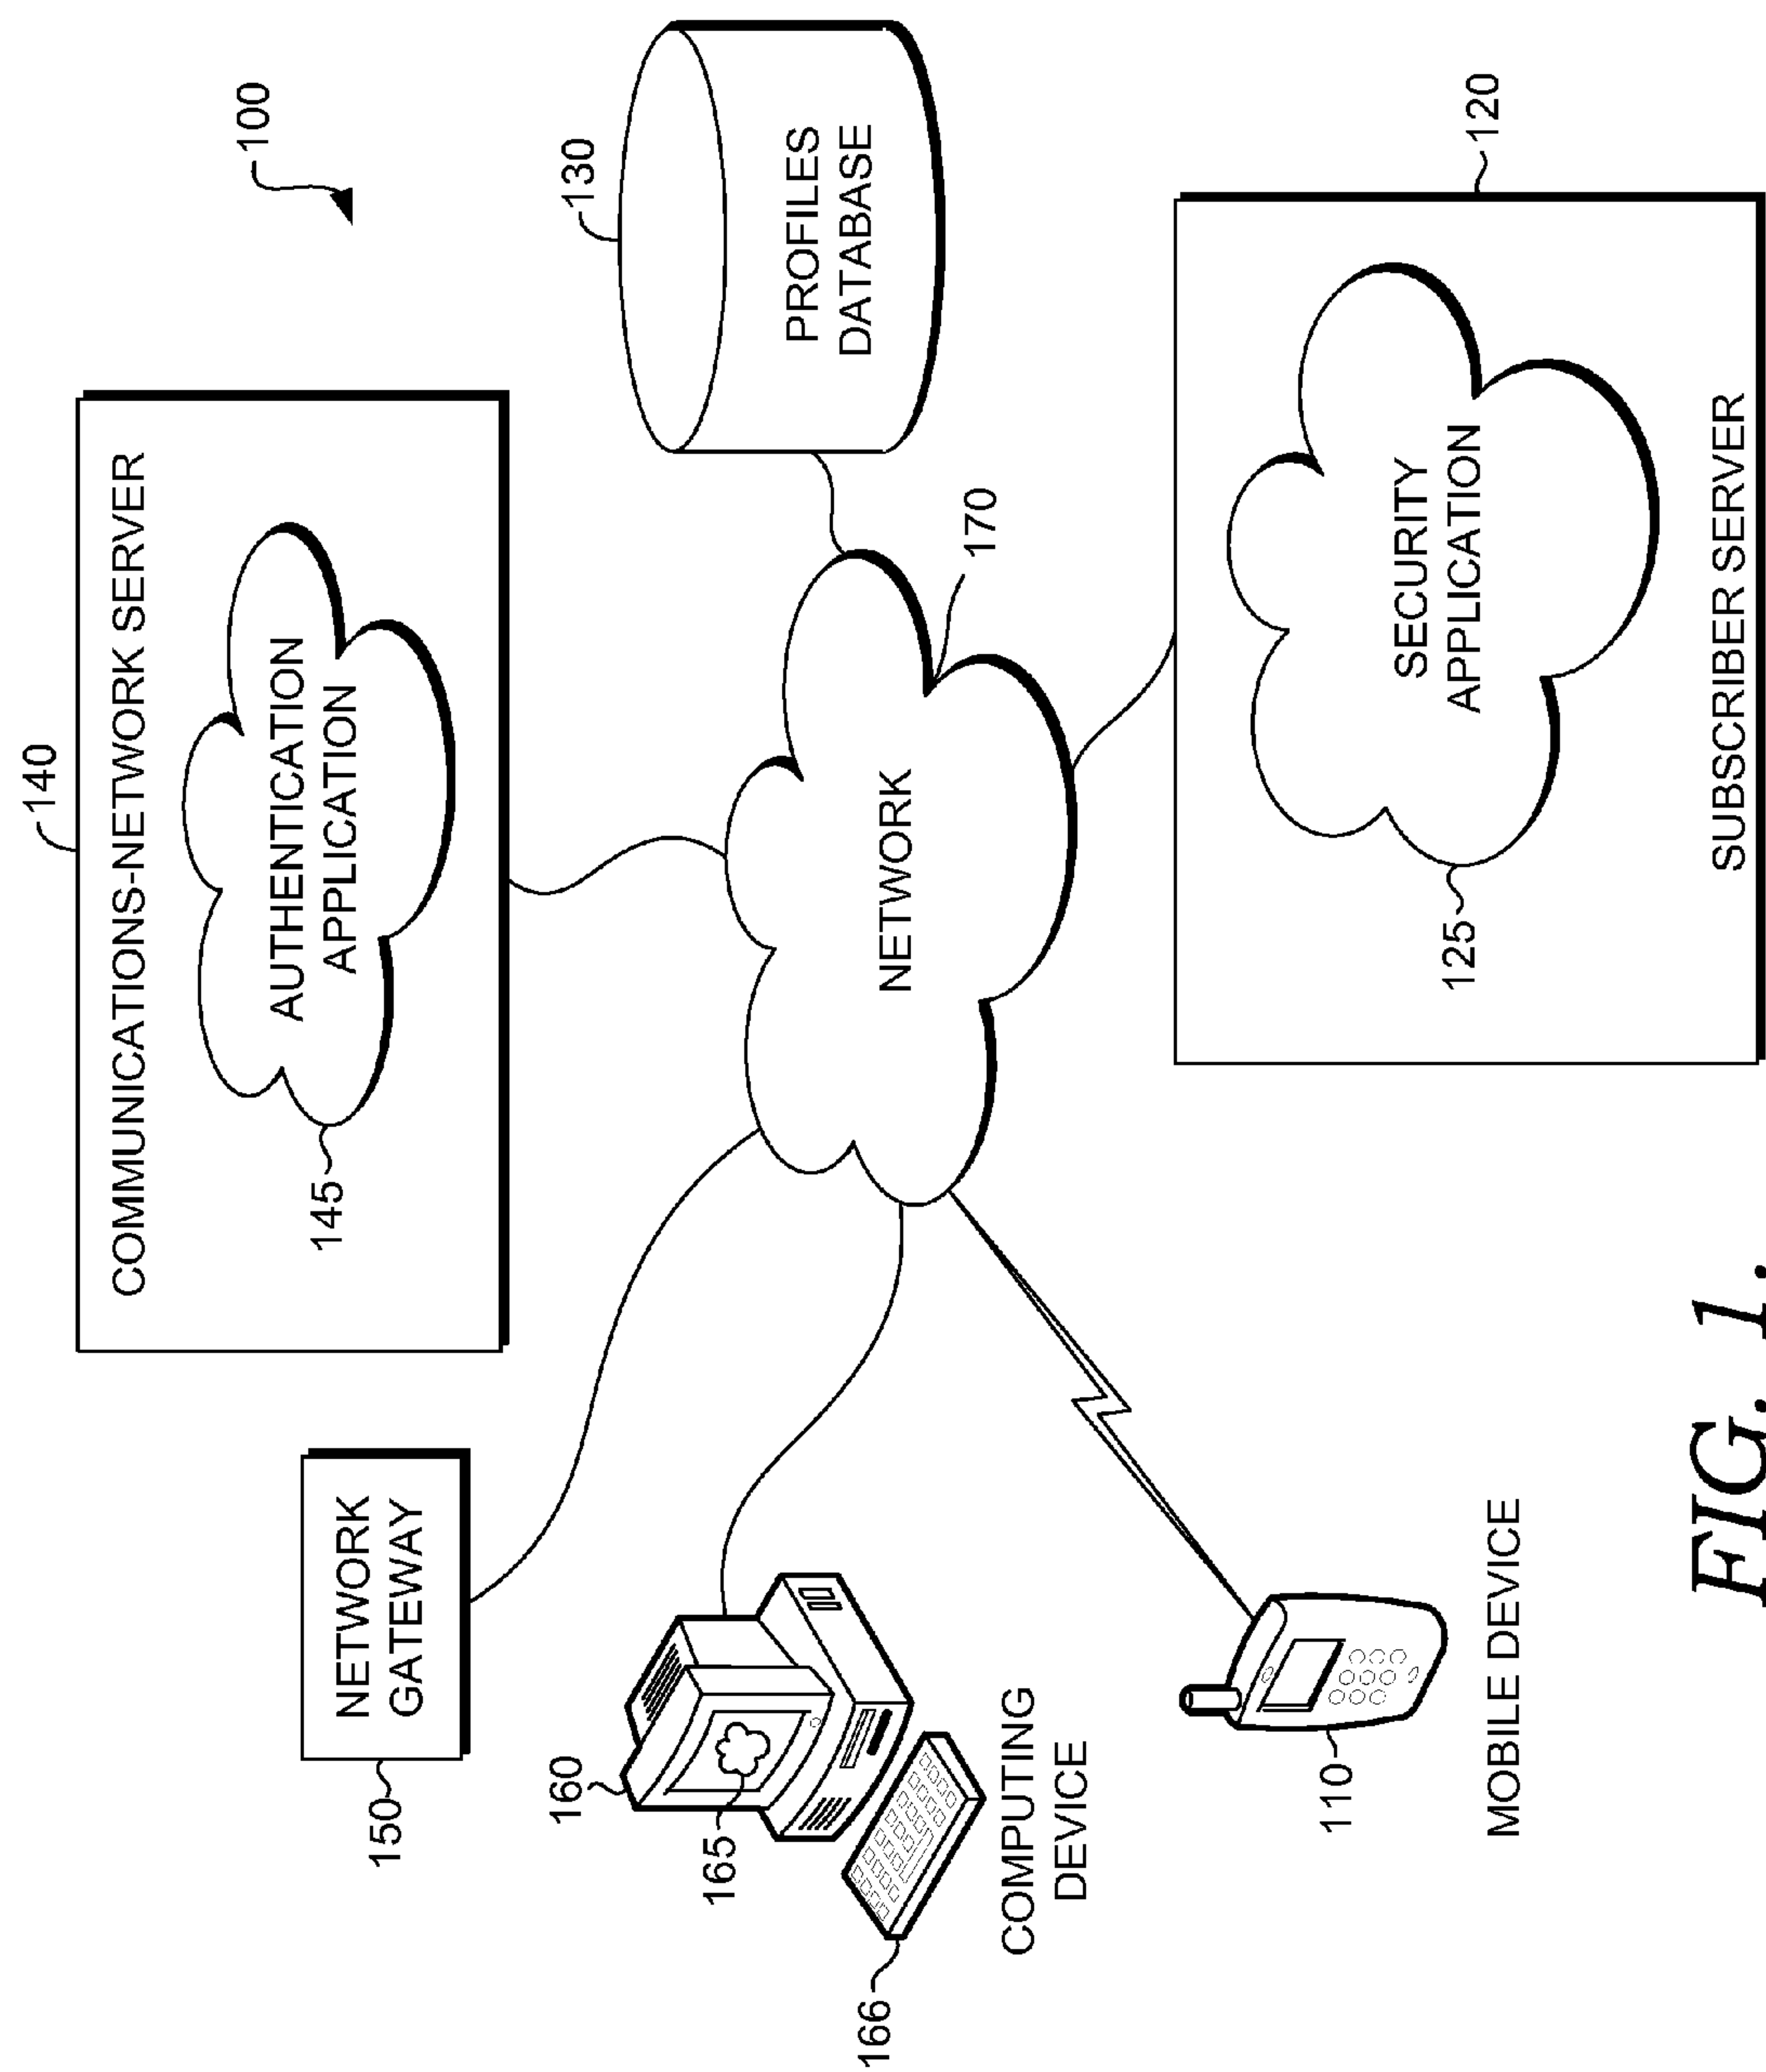 100
140
COMMUNICATIONS-NETWORK SERVER
AUTHENTICATION
APPLICATION
145
130
PROFILES
DATABASE
150
NETWORK
GATEWAY
160
165
166
COMPUTING
DEVICE
NETWORK
170
110
MOBILE DEVICE
120
125
SECURITY
APPLICATION
SUBSCRIBER SERVER
FIG. 1.